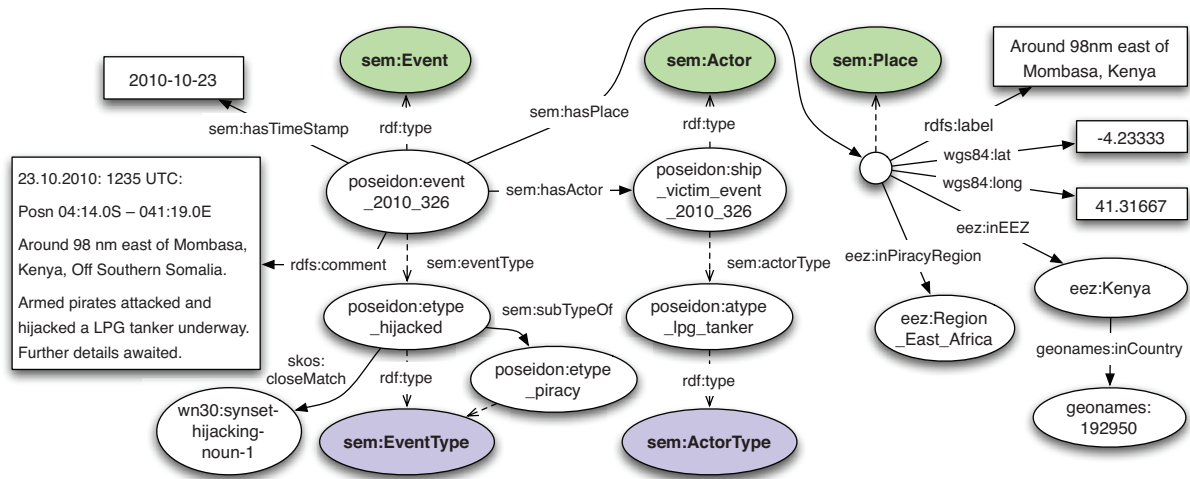 2010-10-23
sem:Event
sem:Actor
sem:Place
Around 98nm east of
Mombasa, Kenya
sem:hasTimeStamp
rdf:type
sem:hasPlace
rdf:type
rdfs:label
wgs84:lat
-4.23333
wgs84:long
41.31667
poseidon:event
_2010_326
sem:hasActor
poseidon:ship
_victim_event
_2010_326
23.10.2010: 1235 UTC:
Posn 04:14.0S – 041:19.0E
Around 98 nm east of Mombasa,
Kenya, Off Southern Somalia.
Armed pirates attacked and
hijacked a LPG tanker underway.
Further details awaited.
rdfs:comment
sem:eventType
sem:actorType
eez:inPiracyRegion
eez:inEEZ
poseidon:etype
_hijacked
sem:subTypeOf
poseidon:atype
_lpg_tanker
eez:Region
_East_Africa
eez:Kenya
geonames:inCountry
skos:
closeMatch
rdf:type
poseidon:etype
_piracy
rdf:type
wn30:synset-
hijacking-
noun-1
sem:EventType
sem:ActorType
geonames:
192950